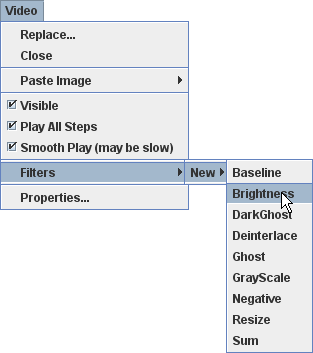 Video
Replace...
Close
Paste Image
Visible
Play All Steps
Smooth Play (may be slow)
Filters
New
Properties...
Baseline
Brightness
DarkGhost
Deinterlace
Ghost
GrayScale
Negative
Resize
Sum